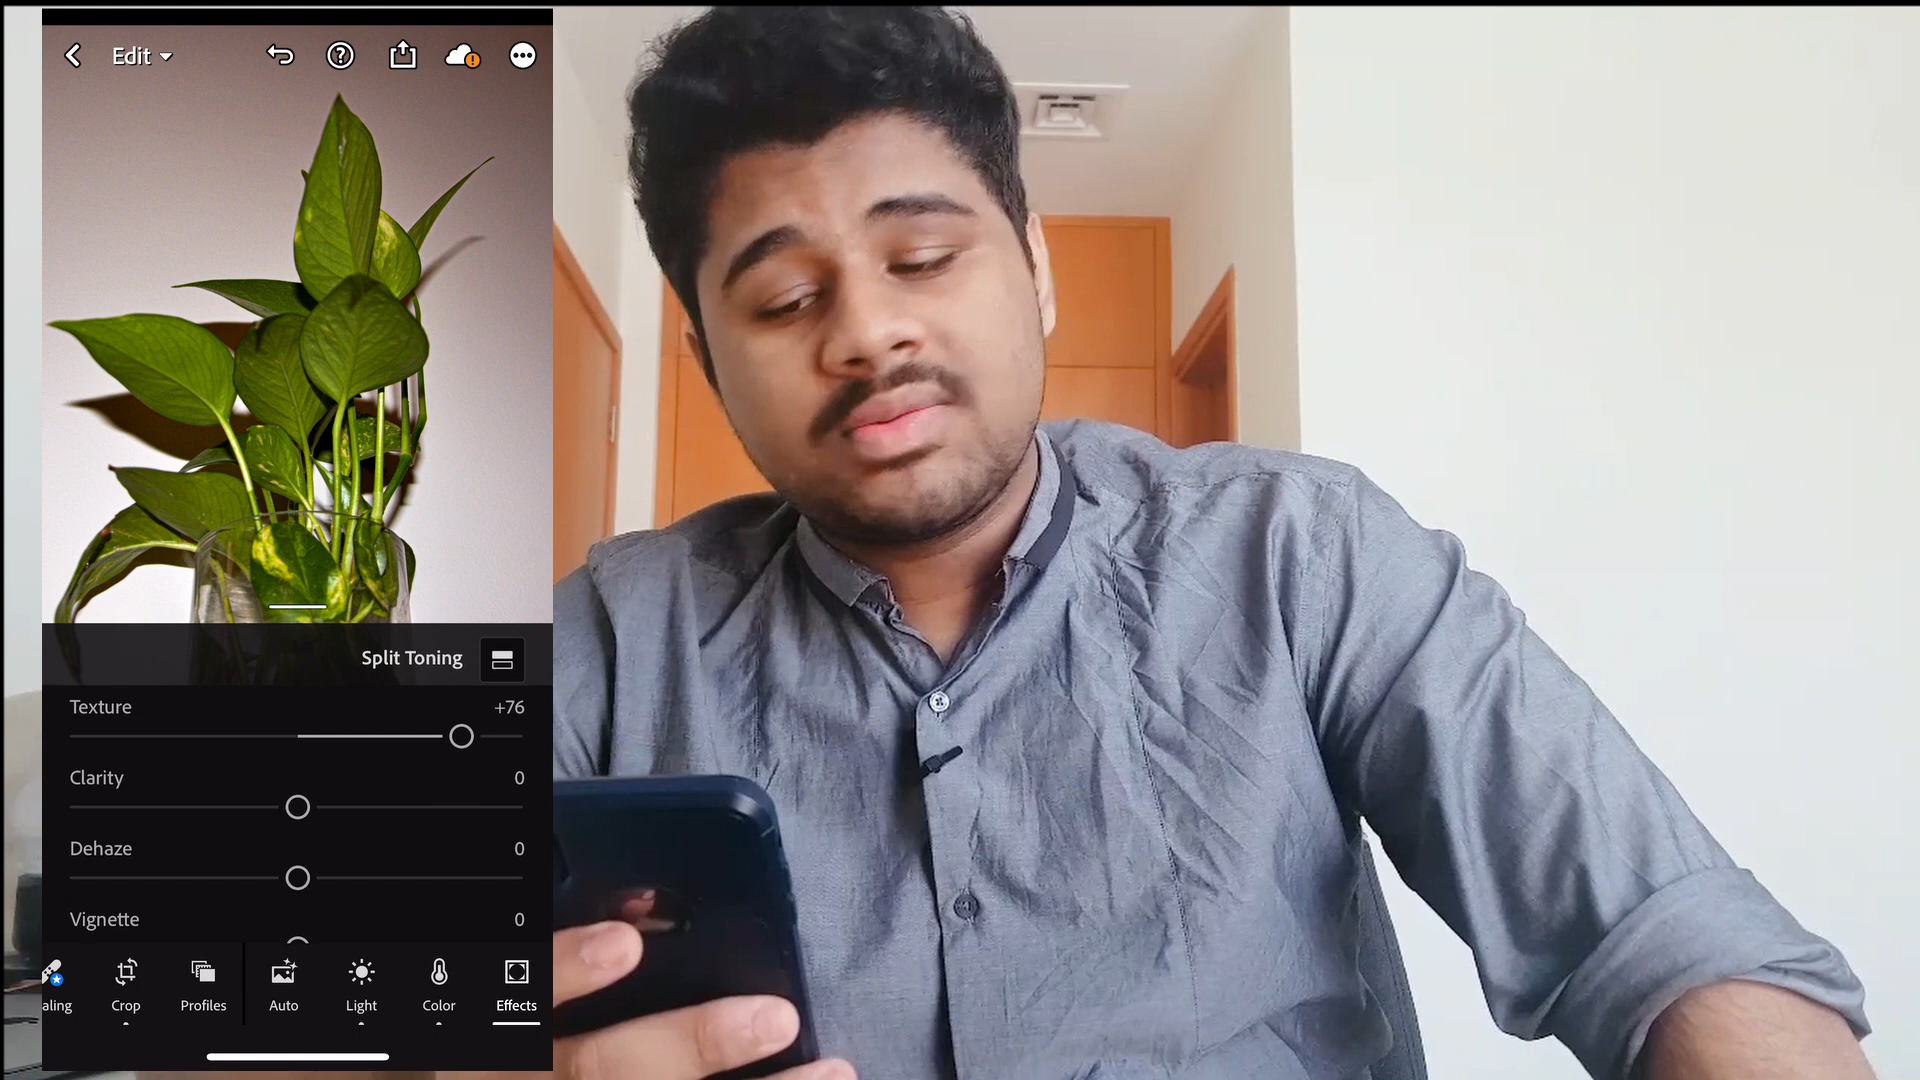 Edit
Split Toning
Texture +76
Clarity 0
Dehaze 0
Vignette 0
aling Crop Profiles Auto Light Color Effects